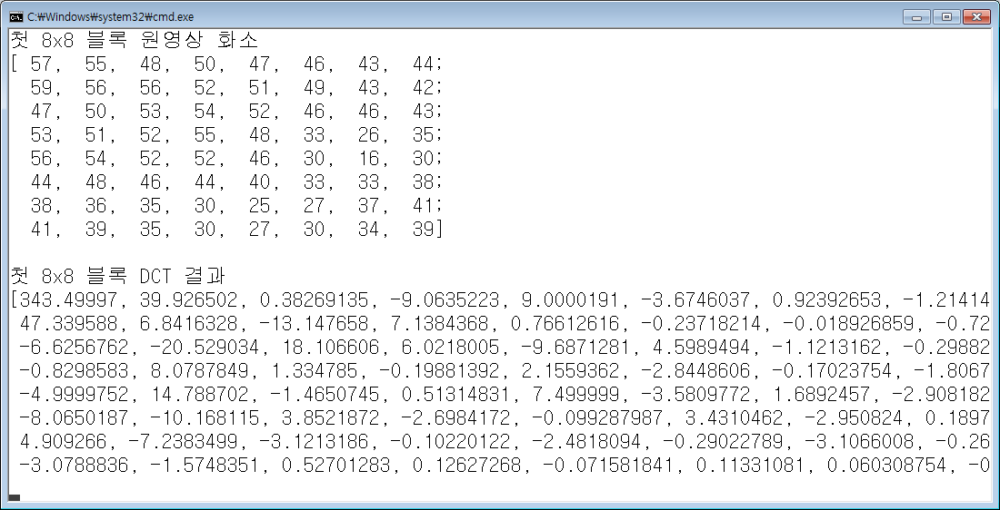 C:\Windows\system32\cmd.exe
첫 8x8 블록 원영상 화소
[ 57, 55, 48, 50, 47, 46, 43, 44;
59, 56, 56, 52, 51, 49, 43, 42;
47, 50, 53, 54, 52, 46, 46, 43;
53, 51, 52, 55, 48, 33, 26, 35;
56, 54, 52, 52, 46, 30, 16, 30;
44, 48, 46, 44, 40, 33, 33, 38;
38, 36, 35, 30, 25, 27, 37, 41;
41, 39, 35, 30, 27, 30, 34, 39]
첫 8x8 블록 DCT 결과
[343.49997, 39.926502, 0.38269135, -9.0635223, 9.0000191, -3.6746037, 0.92392653, -1.21414
47.339588, 6.8416328, -13.147658, 7.1384368, 0.76612616, -0.23718214, -0.018926859, -0.72
-6.6256762, -20.529034, 18.106606, 6.0218005, -9.6871281, 4.5989494, -1.1213162, -0.29882
-0.8298583, 8.0787849, 1.334785, -0.19881392, 2.1559362, -2.8448606, -0.17023754, -1.8067
-4.9999752, 14.788702, -1.4650745, 0.51314831, 7.499999, -3.5809772, 1.6892457, -2.908182
-8.0650187, -10.168115, 3.8521872, -2.6984172, -0.099287987, 3.4310462, -2.950824, 0.1897
4.909266, -7.2383499, -3.1213186, -0.10220122, -2.4818094, -0.29022789, -3.1066008, -0.26
-3.0788836, -1.5748351, 0.52701283, 0.12627268, -0.071581841, 0.11331081, 0.060308754, -0